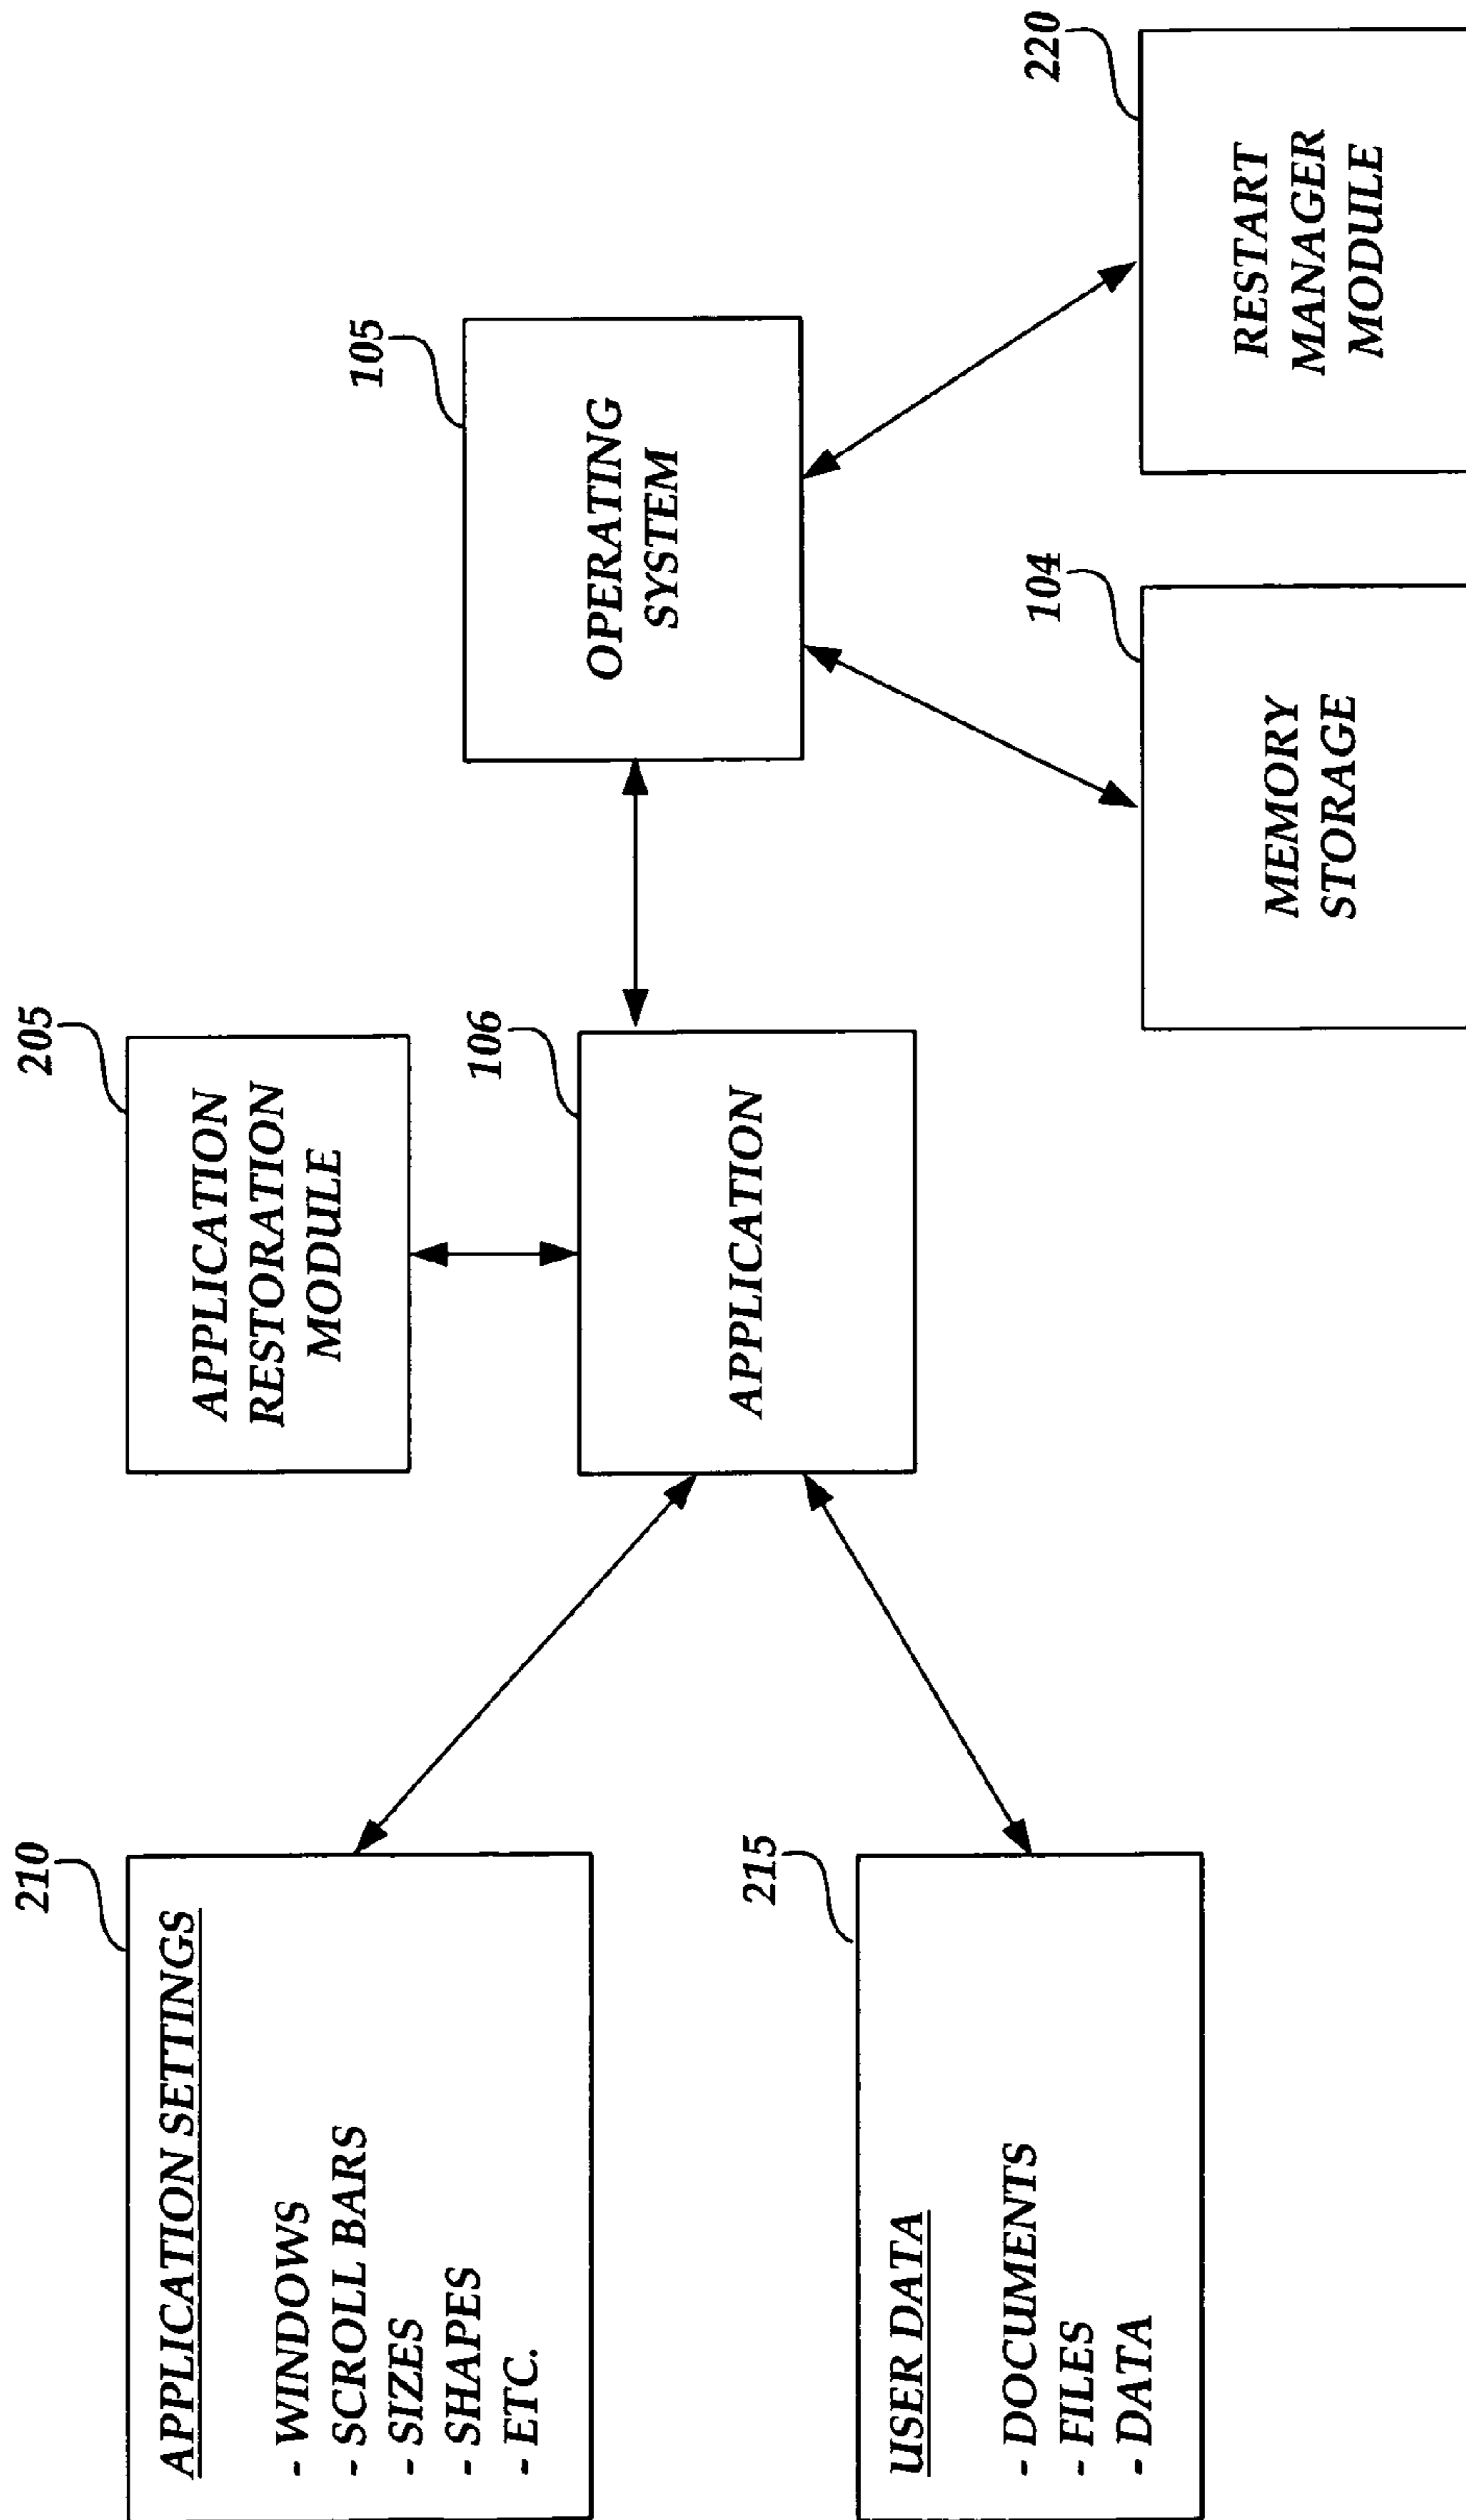 210
APPLICATION SETTINGS
- WINDOWS
- SCROLL BARS
- SIZES
- SHAPES
- ETC.
215
USER DATA
- DOCUMENTS
- FILES
- DATA
205
APPLICATION
RESTORATION
MODULE
106
APPLICATION
105
OPERATING
SYSTEM
104
MEMORY
STORAGE
220
RESTART
MANAGER
MODULE